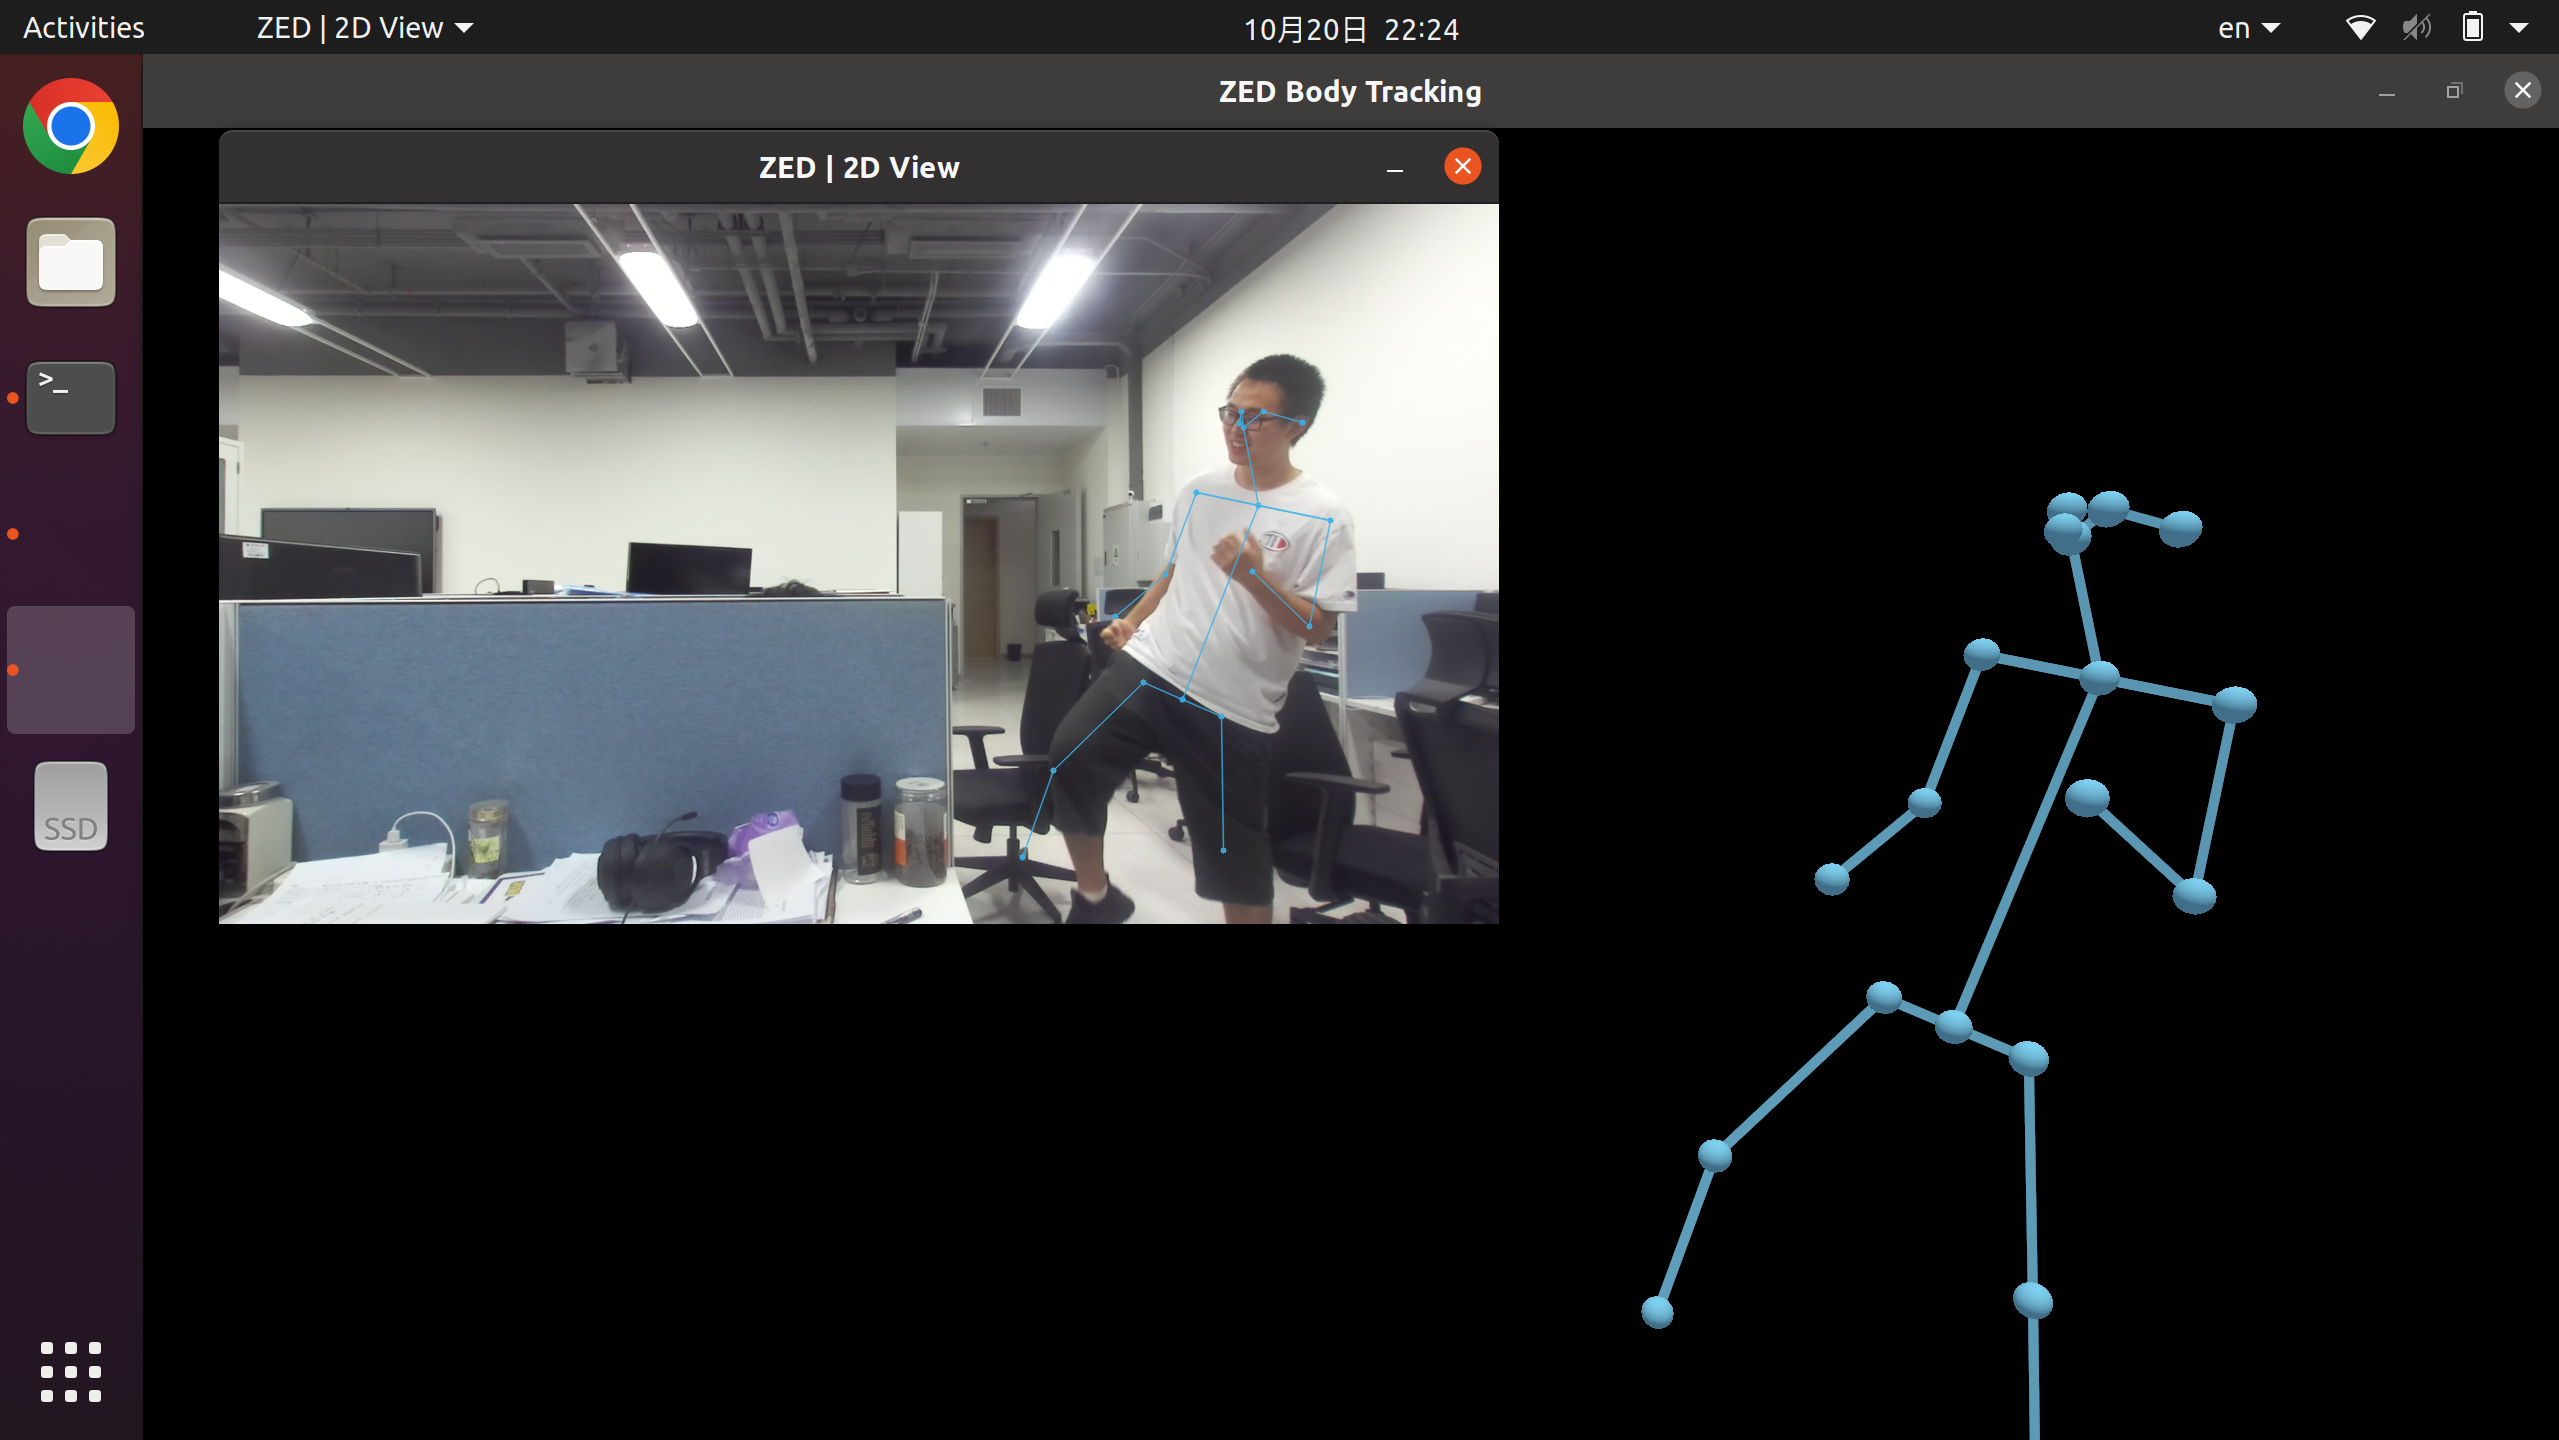 Activities
ZED | 2D View
10月20日 22:24
en
ZED Body Tracking
ZED | 2D View
>_
SSD